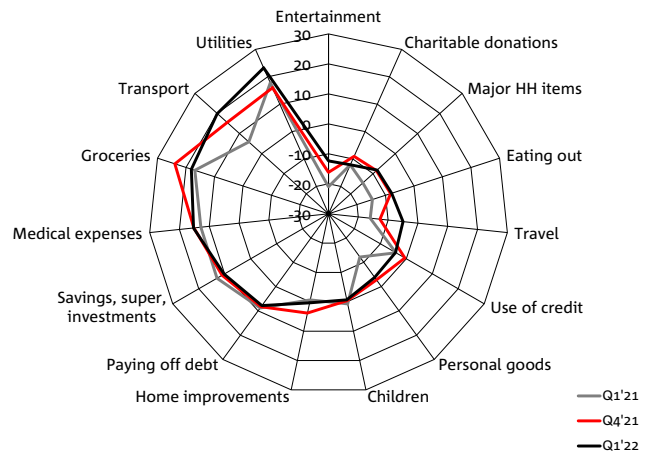 Entertainment
Charitable donations
Major HH items
Eating out
Travel
Use of credit
Personal goods
Children
Home improvements
Paying off debt
Savings, super,
investments
Medical expenses
Groceries
Transport
Utilities
30
20
10
0
-10
-20
-30
Q1'21
Q4'21
Q1'22